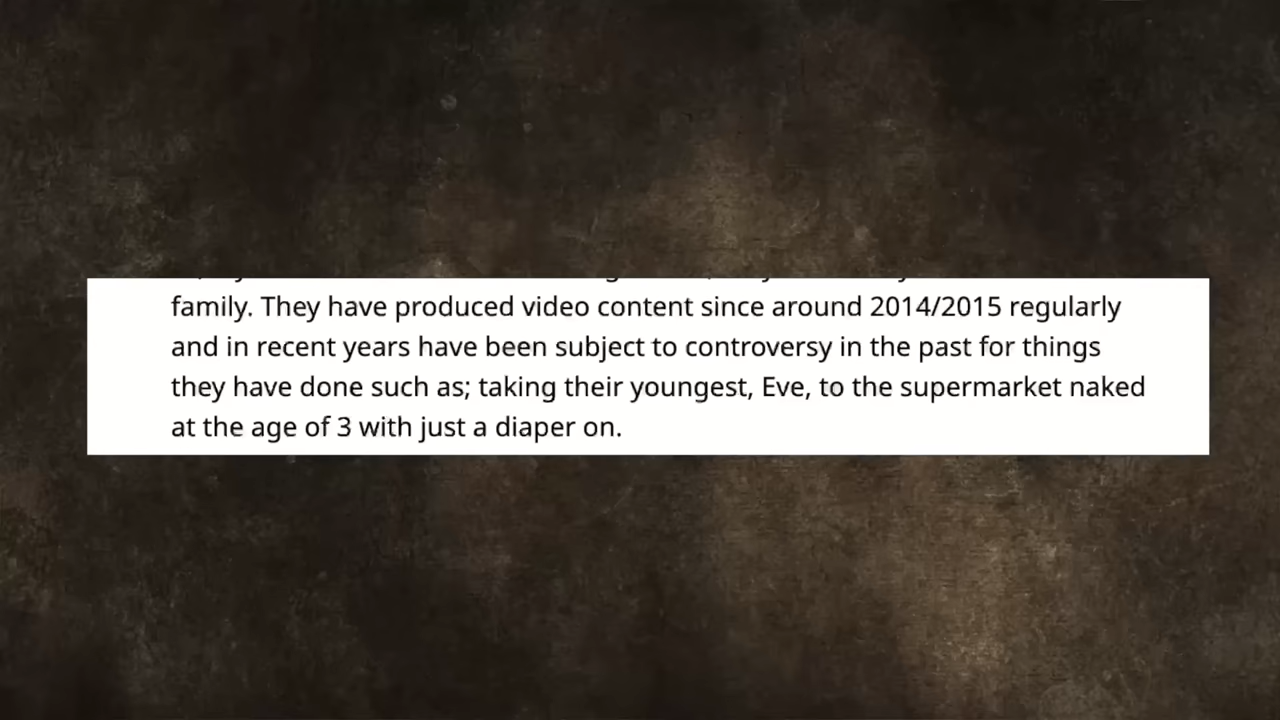 family. They have produced video content since around 2014/2015 regularly
and in recent years have been subject to controversy in the past for things
they have done such as; taking their youngest, Eve, to the supermarket naked
at the age of 3 with just a diaper on.